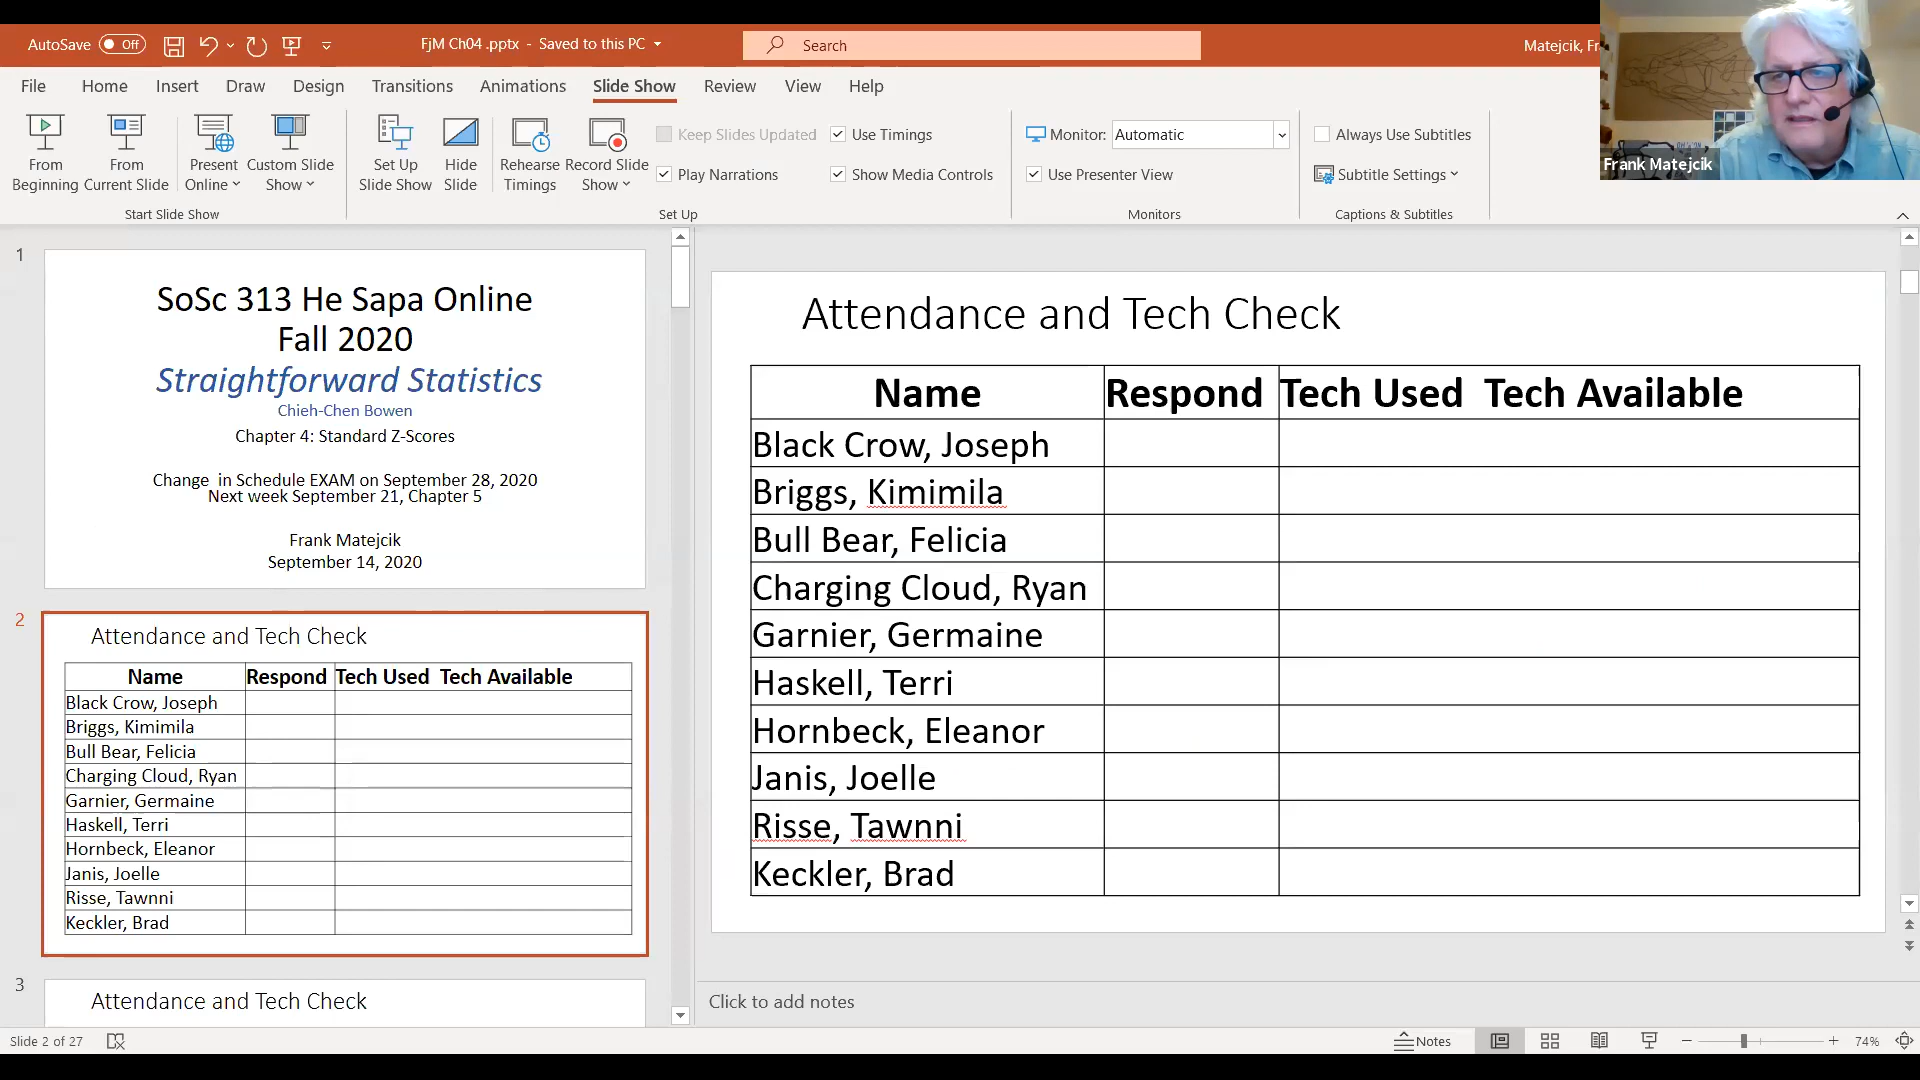 AutoSave Off
FjM Ch04 .pptx - Saved to this PC
Search
Matejcik, Fr
File Home Insert Draw Design Transitions Animations Slide Show Review View Help
From Beginning
From Current Slide
Present Online
Custom Slide Show
Set Up Slide Show
Hide Slide
Rehearse Timings
Record Slide Show
Keep Slides Updated
Use Timings
Play Narrations
Show Media Controls
Monitor: Automatic
Use Presenter View
Always Use Subtitles
Subtitle Settings
Start Slide Show
Set Up
Monitors
Captions & Subtitles
Frank Matejcik
1
SoSc 313 He Sapa Online
Fall 2020
Straightforward Statistics
Chieh-Chen Bowen
Chapter 4: Standard Z-Scores
Change in Schedule EXAM on September 28, 2020
Next week September 21, Chapter 5
Frank Matejcik
September 14, 2020
2
Attendance and Tech Check
Name Respond Tech Used Tech Available
Black Crow, Joseph
Briggs, Kimimila
Bull Bear, Felicia
Charging Cloud, Ryan
Garnier, Germaine
Haskell, Terri
Hornbeck, Eleanor
Janis, Joelle
Risse, Tawnni
Keckler, Brad
3
Attendance and Tech Check
Attendance and Tech Check
Name Respond Tech Used Tech Available
Black Crow, Joseph
Briggs, Kimimila
Bull Bear, Felicia
Charging Cloud, Ryan
Garnier, Germaine
Haskell, Terri
Hornbeck, Eleanor
Janis, Joelle
Risse, Tawnni
Keckler, Brad
Click to add notes
Slide 2 of 27
Notes
74%